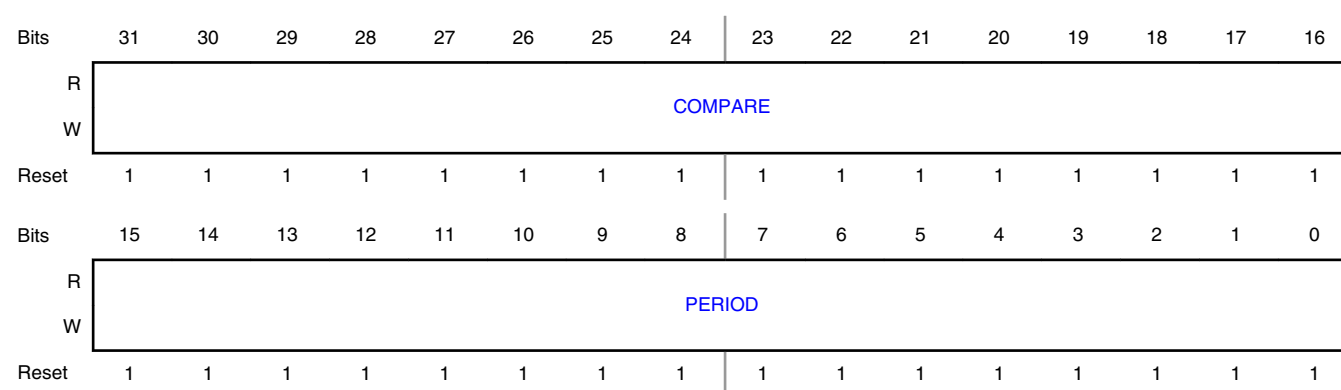 Bits 31 30 29 28 27 26 25 24 23 22 21 20 19 18 17 16
R
COMPARE
W
Reset 1 1 1 1 1 1 1 1 1 1 1 1 1 1 1 1
Bits 15 14 13 12 11 10 9 8 7 6 5 4 3 2 1 0
R
PERIOD
W
Reset 1 1 1 1 1 1 1 1 1 1 1 1 1 1 1 1